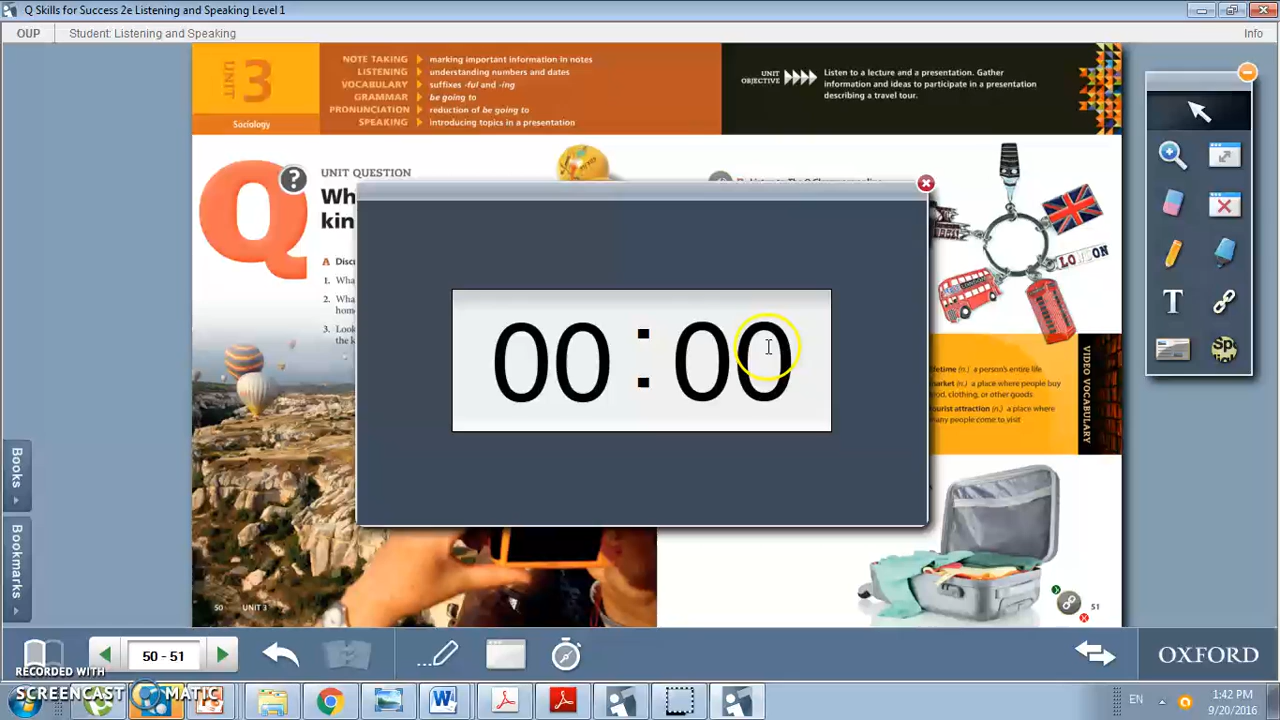 Q Skills for Success 2e Listening and Speaking Level 1
OUP Student: Listening and Speaking Info
UNIT 3
Sociology
NOTE TAKING marking important information in notes
LISTENING understanding numbers and dates
VOCABULARY suffixes -ful and -ing
GRAMMAR be going to
PRONUNCIATION reduction of be going to
SPEAKING introducing topics in a presentation
UNIT OBJECTIVE
Listen to a lecture and a presentation. Gather
information and ideas to participate in a presentation
describing a travel tour.
Q ?
UNIT QUESTION
A
1.
2.
3.
00:00
LONDON
a person's entire life
a place where people buy
clothing, or other goods
attraction (n.) a place where
people come to visit
VIDEO VOCABULARY
50 UNIT 3
51
T
Books
Bookmarks
50 - 51
OXFORD
RECORDED WITH
SCREENCAST MATIC
W
EN
1:42 PM
9/20/2016